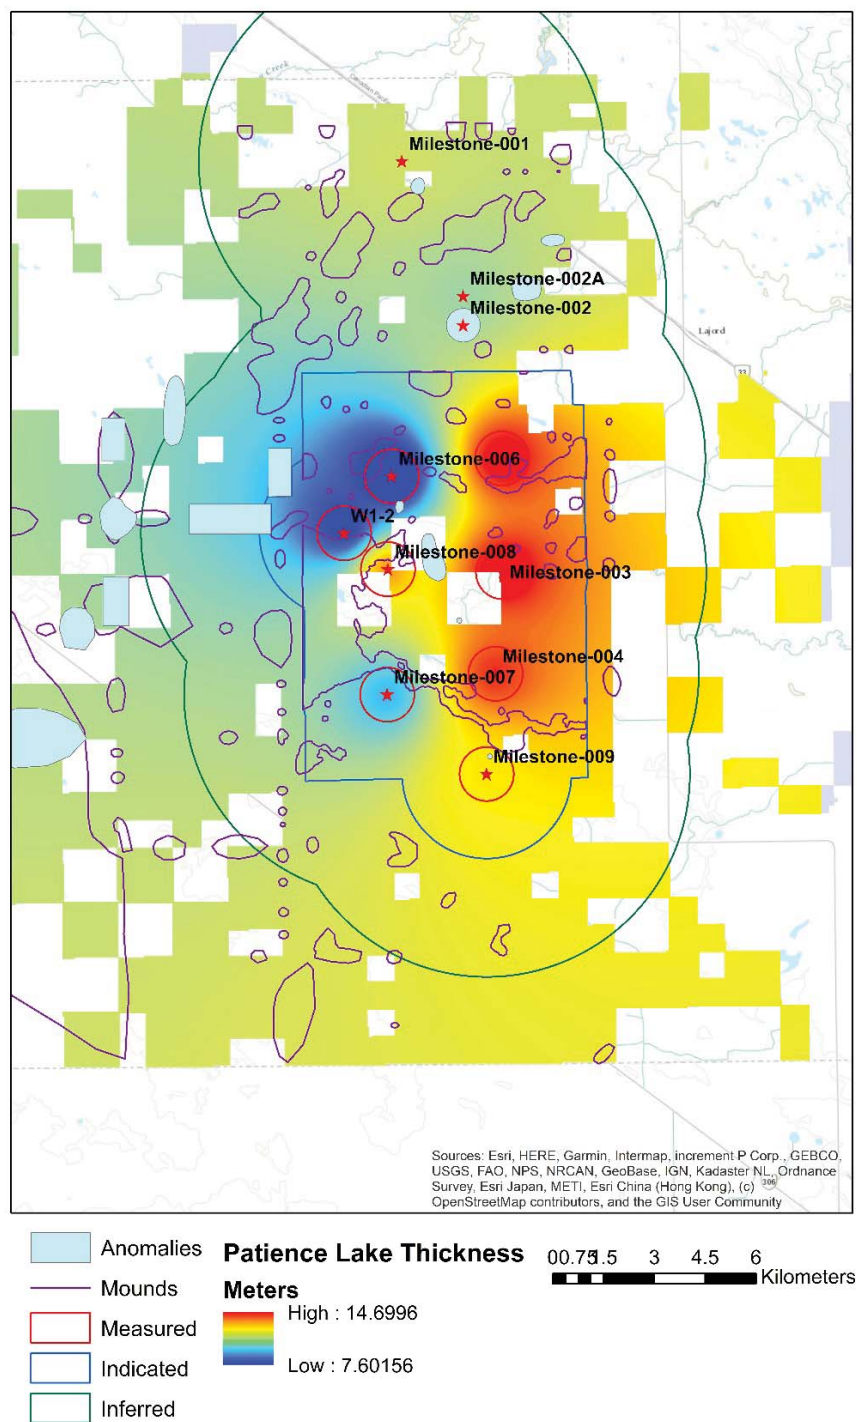 Creek
Canadian Pacific
Milestone-001
Milestone-002A
Milestone-002
Lajord
33
Milestone-006
W1-2
Milestone-008
Milestone-003
Milestone-004
Milestone-007
Milestone-009
Sources: Esri, HERE, Garmin, Intermap, increment P Corp., GEBCO,
USGS, FAO, NPS, NRCAN, GeoBase, IGN, Kadaster NL, Ordnance
Survey, Esri Japan, METI, Esri China (Hong Kong), (c)
306
OpenStreetMap contributors, and the GIS User Community
Anomalies
Mounds
Measured
Indicated
Inferred
Patience Lake Thickness
Meters
High : 14.6996
Low : 7.60156
0 0.75 1.5 3 4.5 6
Kilometers